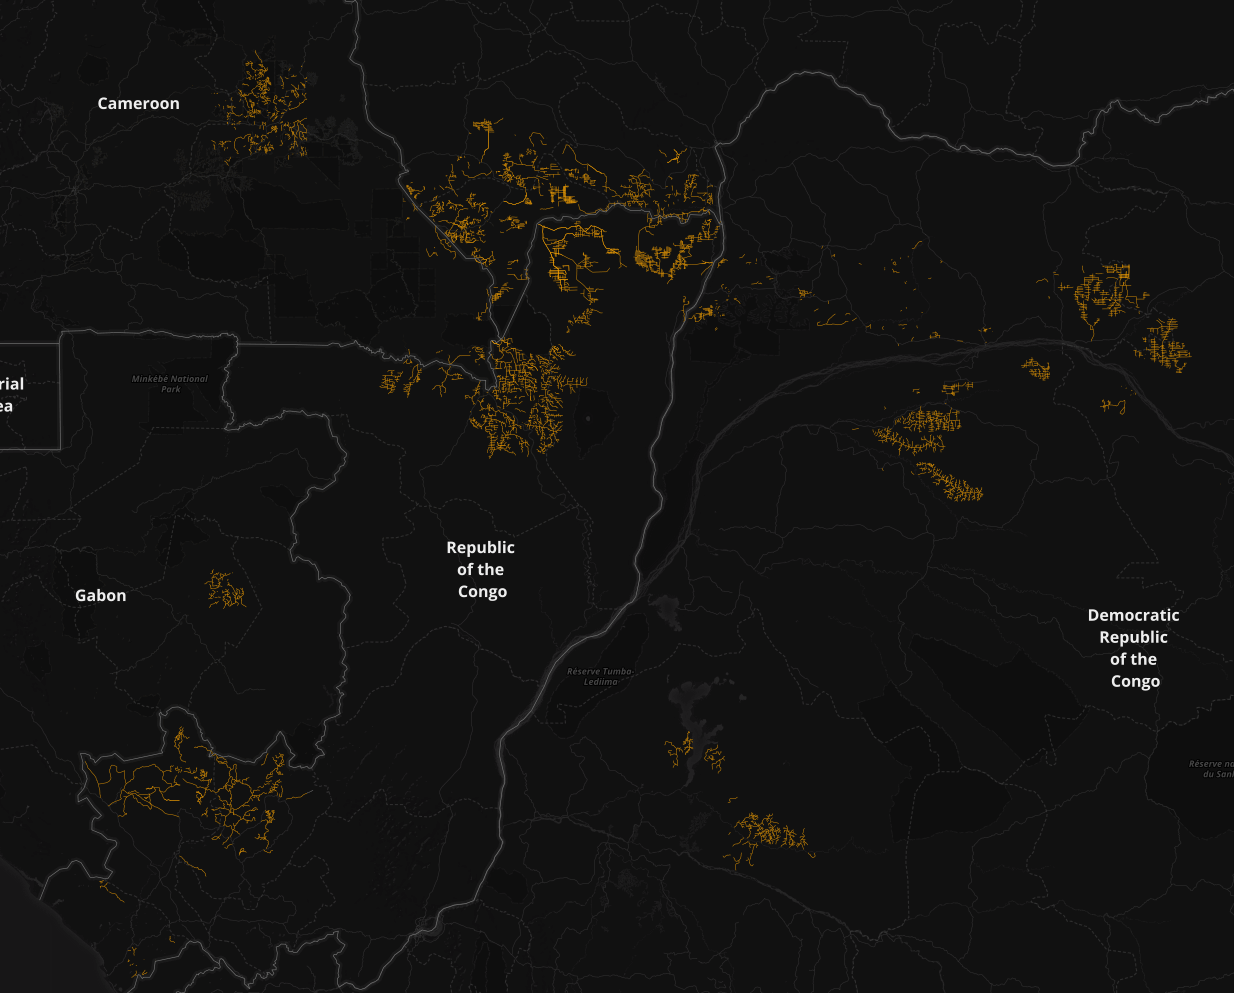 Cameroon
Minkébé National
Park
rial
ea
Republic
of the
Congo
Gabon
Democratic
Republic
of the
Congo
Réserve Tumba-
Lediima
Réserve na
du San